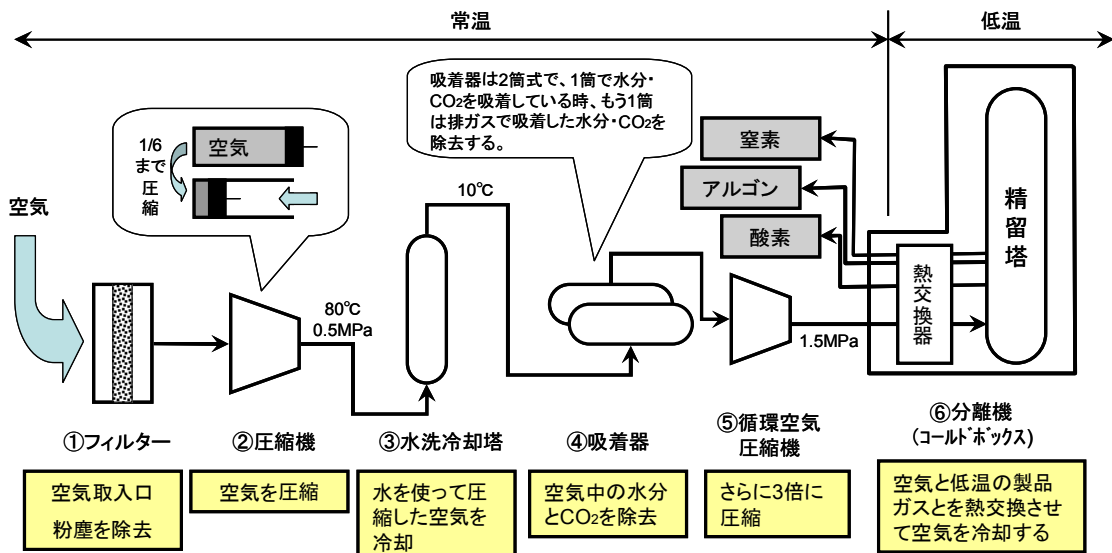 常温
低温
吸着器は2筒式で、1筒で水分・
CO2を吸着している時、もう1筒
は排ガスで吸着した水分・CO2を
除去する。
1/6
まで
圧
縮
空気
空気
10℃
80℃
0.5MPa
窒素
アルゴン
酸素
1.5MPa
熱交換器
精留塔
①フィルター
②圧縮機
③水洗冷却塔
④吸着器
⑤循環空気
圧縮機
⑥分離機
(コールドボックス)
空気取入口
粉塵を除去
空気を圧縮
水を使って圧
縮した空気を
冷却
空気中の水分
とCO2を除去
さらに3倍に
圧縮
空気と低温の製品
ガスとを熱交換させ
て空気を冷却する